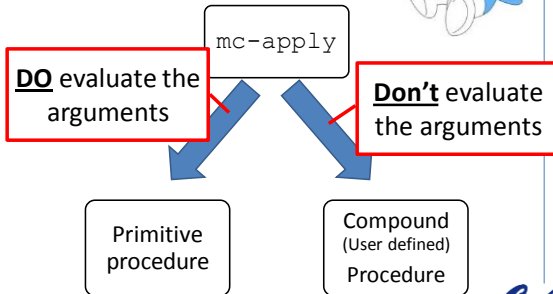 mc-apply
DO evaluate the
arguments
Don't evaluate
the arguments
Primitive
procedure
Compound
(User defined)
Procedure